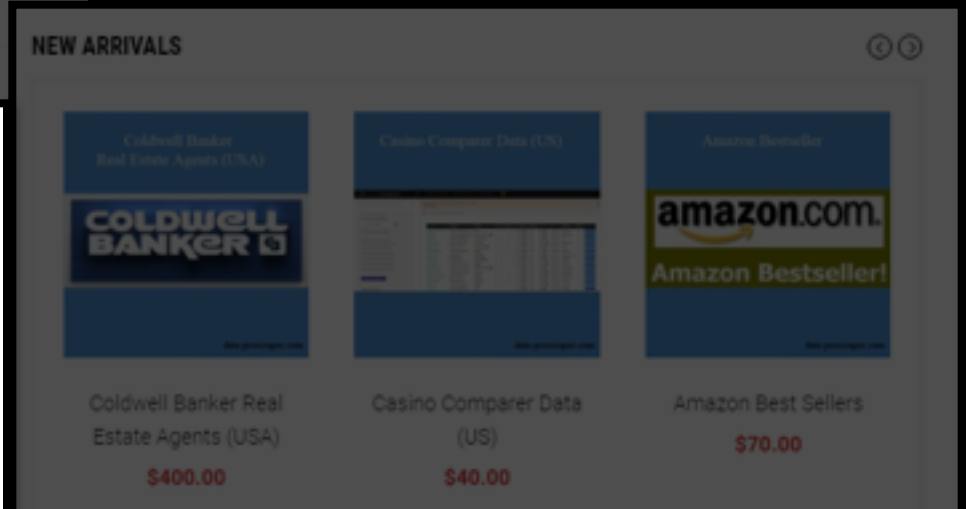 NEW ARRIVALS
Coldwell Banker
Real Estate Agents (USA)
COLDWELL
BANKER
Casino Comparer Data (US)
Amazon Bestseller
amazon.com.
Amazon Bestseller!
Coldwell Banker Real
Estate Agents (USA)
$400.00
Casino Comparer Data
(US)
$40.00
Amazon Best Sellers
$70.00